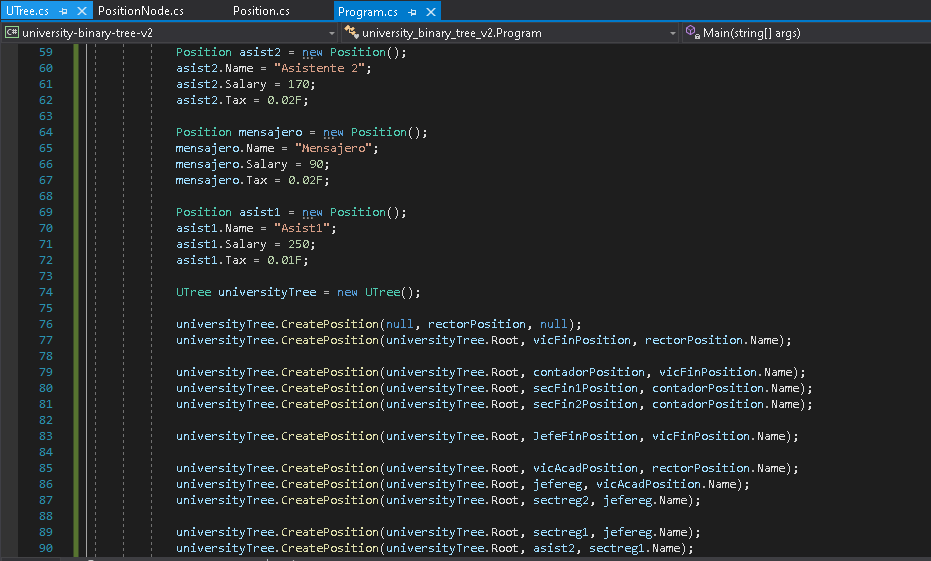 UTree.cs PositionNode.cs Position.cs Program.cs
C# university-binary-tree-v2 university_binary_tree_v2.Program Main(string[] args)
59 Position asist2 = new Position();
60 asist2.Name = "Asistente 2";
61 asist2.Salary = 170;
62 asist2.Tax = 0.02F;
63
64 Position mensajero = new Position();
65 mensajero.Name = "Mensajero";
66 mensajero.Salary = 90;
67 mensajero.Tax = 0.02F;
68
69 Position asist1 = new Position();
70 asist1.Name = "Asist1";
71 asist1.Salary = 250;
72 asist1.Tax = 0.01F;
73
74 UTree universityTree = new UTree();
75
76 universityTree.CreatePosition(null, rectorPosition, null);
77 universityTree.CreatePosition(universityTree.Root, vicFinPosition, rectorPosition.Name);
78
79 universityTree.CreatePosition(universityTree.Root, contadorPosition, vicFinPosition.Name);
80 universityTree.CreatePosition(universityTree.Root, secFin1Position, contadorPosition.Name);
81 universityTree.CreatePosition(universityTree.Root, secFin2Position, contadorPosition.Name);
82
83 universityTree.CreatePosition(universityTree.Root, JefeFinPosition, vicFinPosition.Name);
84
85 universityTree.CreatePosition(universityTree.Root, vicAcadPosition, rectorPosition.Name);
86 universityTree.CreatePosition(universityTree.Root, jefereg, vicAcadPosition.Name);
87 universityTree.CreatePosition(universityTree.Root, sectreg2, jefereg.Name);
88
89 universityTree.CreatePosition(universityTree.Root, sectreg1, jefereg.Name);
90 universityTree.CreatePosition(universityTree.Root, asist2, sectreg1.Name);